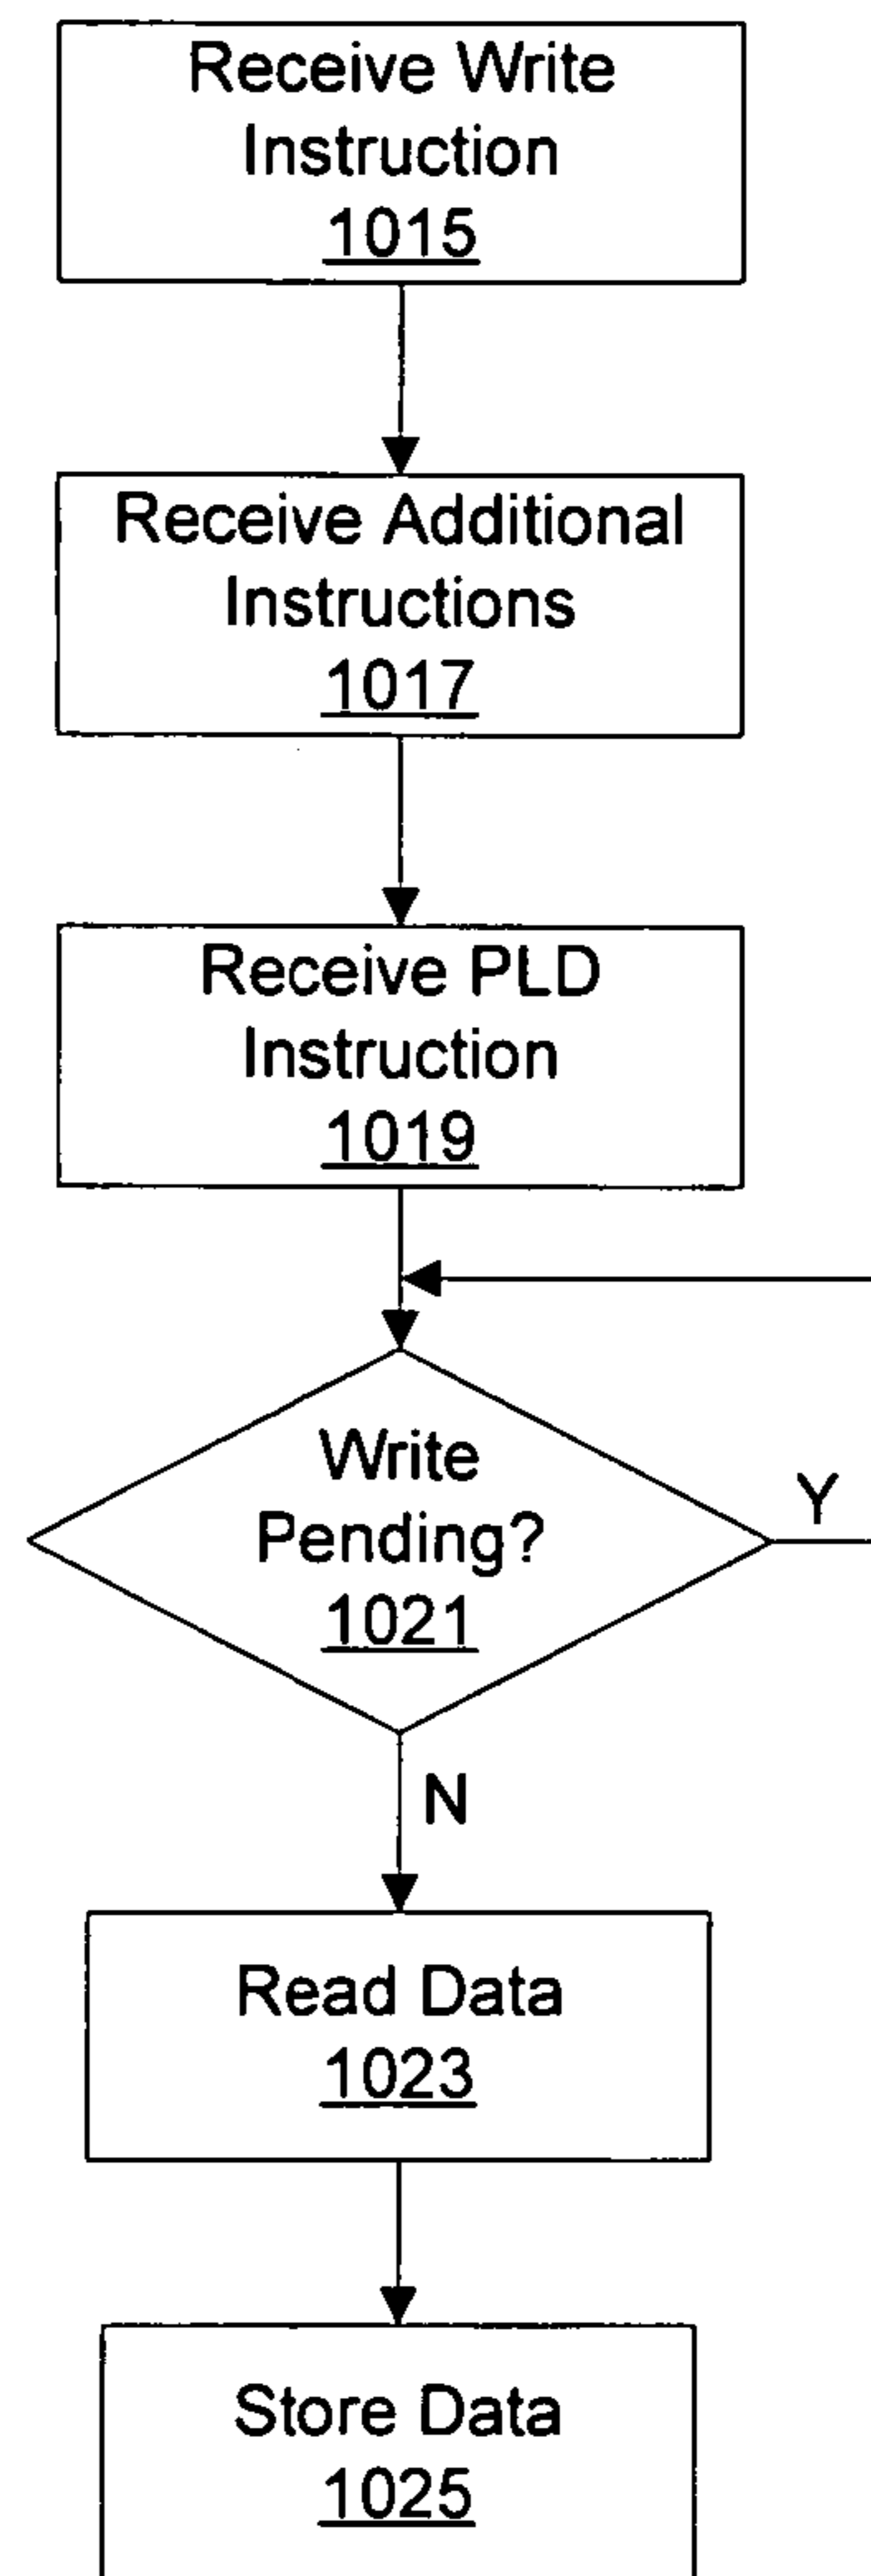 Receive Write
Instruction
1015
Receive Additional
Instructions
1017
Receive PLD
Instruction
1019
Write
Pending?
1021
Y
N
Read Data
1023
Store Data
1025